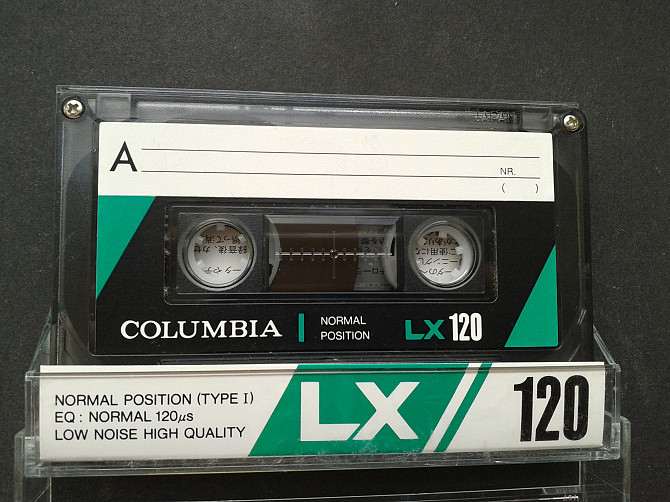 A
NR.
( )
COLUMBIA
NORMAL
POSITION
LX 120
NORMAL POSITION (TYPE I)
EQ : NORMAL 120μs
LOW NOISE HIGH QUALITY
LX
120